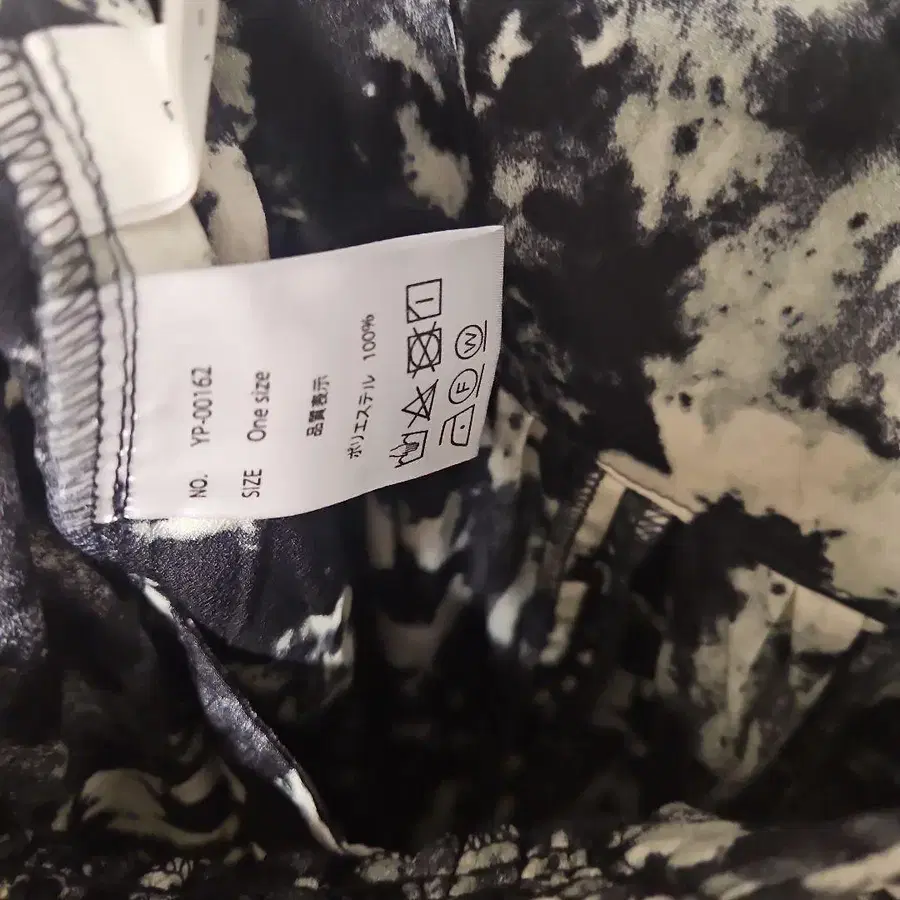 NO. YP-00162
SIZE One size
品質表示
ポリエステル 100%
F W